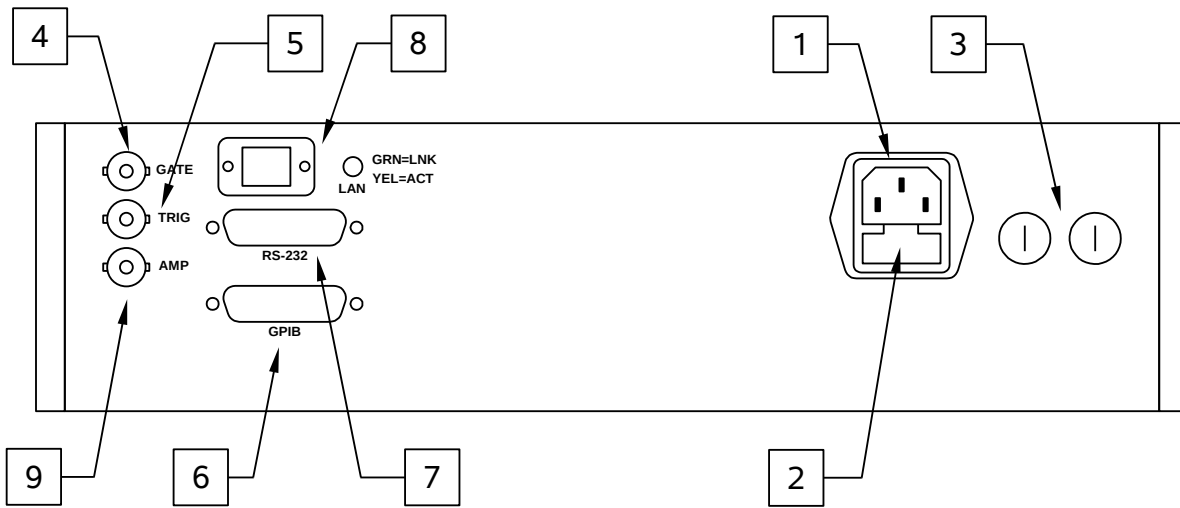 4
5
8
1
3
GATE
GRN=LNK
YEL=ACT
LAN
TRIG
RS-232
AMP
GPIB
9
6
7
2